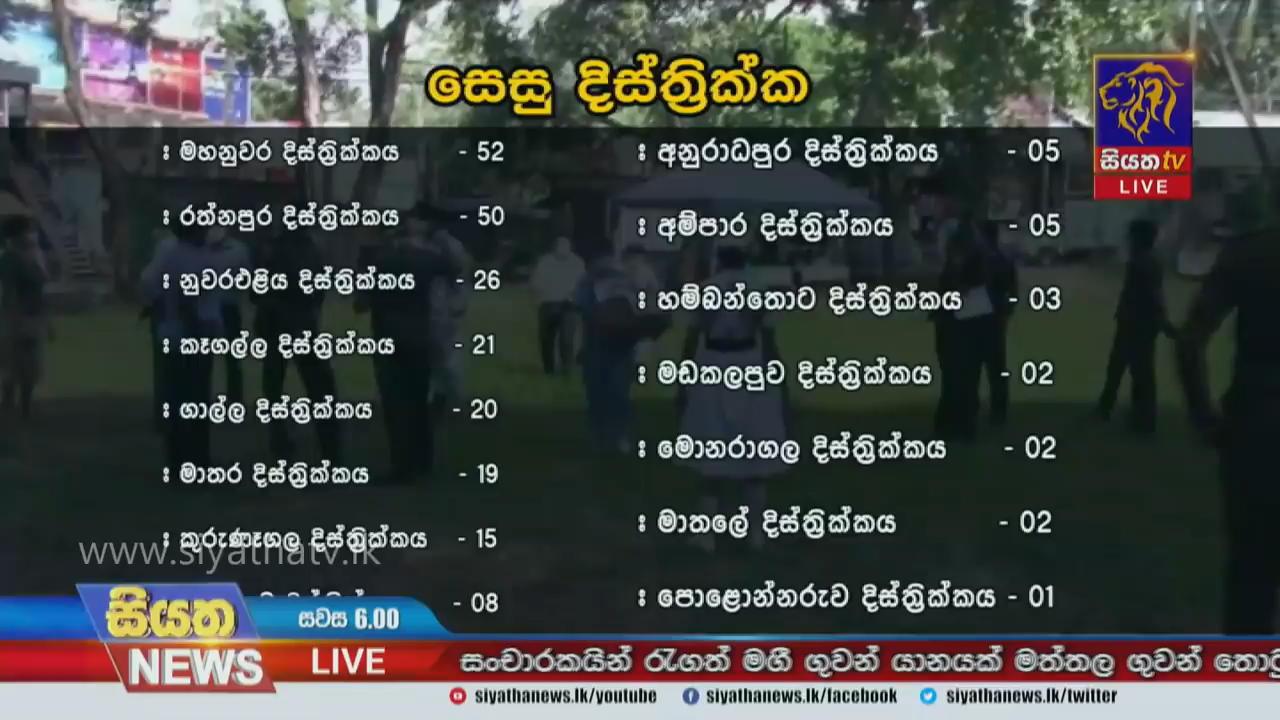 සෙසු දිස්ත්‍රික්ක
සියත tv
LIVE
: මහනුවර දිස්ත්‍රික්කය - 52
: රත්නපුර දිස්ත්‍රික්කය - 50
: නුවරඑළිය දිස්ත්‍රික්කය - 26
: කෑගල්ල දිස්ත්‍රික්කය - 21
: ගාල්ල දිස්ත්‍රික්කය - 20
: මාතර දිස්ත්‍රික්කය - 19
: කුරුණෑගල දිස්ත්‍රික්කය - 15
- 08
: අනුරාධපුර දිස්ත්‍රික්කය - 05
: අම්පාර දිස්ත්‍රික්කය - 05
: හම්බන්තොට දිස්ත්‍රික්කය - 03
: මඩකලපුව දිස්ත්‍රික්කය - 02
: මොනරාගල දිස්ත්‍රික්කය - 02
: මාතලේ දිස්ත්‍රික්කය - 02
: පොළොන්නරුව දිස්ත්‍රික්කය - 01
www.siyathatv.lk
සියත
NEWS
සවස 6.00
LIVE
සංචාරකයින් රැගත් මගී ගුවන් යානයක් මත්තල ගුවන්
siyathanews.lk/youtube siyathanews.lk/facebook siyathanews.lk/twitter